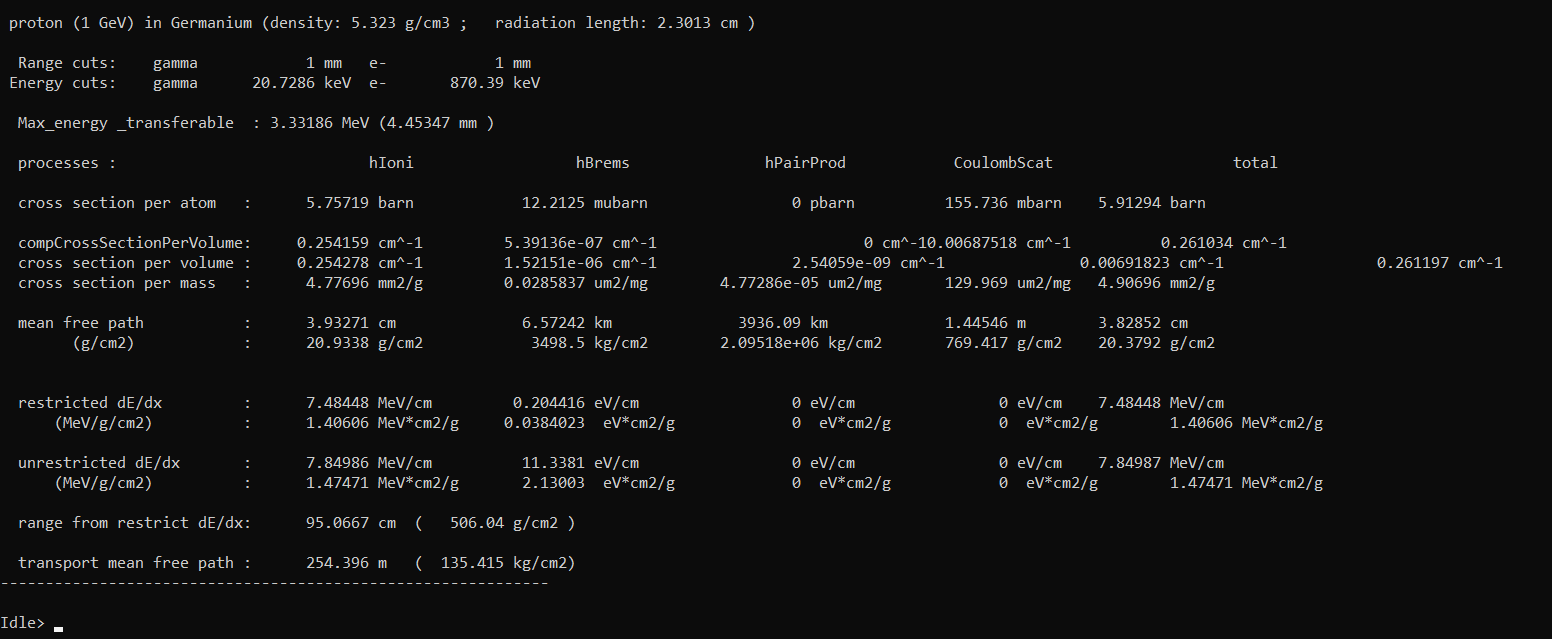 proton (1 GeV) in Germanium (density: 5.323 g/cm3 ;   radiation length: 2.3013 cm )
Range cuts:    gamma            1 mm   e-            1 mm
Energy cuts:    gamma      20.7286 keV  e-       870.39 keV
Max_energy _transferable  : 3.33186 MeV (4.45347 mm )
processes :                            hIoni                  hBrems               hPairProd            CoulombScat                    total
cross section per atom   :      5.75719 barn            12.2125 mubarn                0 pbarn         155.736 mbarn    5.91294 barn
compCrossSectionPerVolume:     0.254159 cm^-1         5.39136e-07 cm^-1                       0 cm^-10.00687518 cm^-1          0.261034 cm^-1
cross section per volume :     0.254278 cm^-1         1.52151e-06 cm^-1               2.54059e-09 cm^-1               0.00691823 cm^-1                 0.261197 cm^-1
cross section per mass   :      4.77696 mm2/g         0.0285837 um2/mg        4.77286e-05 um2/mg       129.969 um2/mg   4.90696 mm2/g
mean free path           :      3.93271 cm              6.57242 km              3936.09 km             1.44546 m        3.82852 cm
(g/cm2)            :      20.9338 g/cm2            3498.5 kg/cm2        2.09518e+06 kg/cm2       769.417 g/cm2    20.3792 g/cm2
restricted dE/dx         :      7.48448 MeV/cm         0.204416 eV/cm                 0 eV/cm                0 eV/cm    7.48448 MeV/cm
(MeV/g/cm2)          :      1.40606 MeV*cm2/g     0.0384023  eV*cm2/g             0  eV*cm2/g            0  eV*cm2/g        1.40606 MeV*cm2/g
unrestricted dE/dx       :      7.84986 MeV/cm          11.3381 eV/cm                 0 eV/cm                0 eV/cm    7.84987 MeV/cm
(MeV/g/cm2)          :      1.47471 MeV*cm2/g       2.13003  eV*cm2/g             0  eV*cm2/g            0  eV*cm2/g        1.47471 MeV*cm2/g
range from restrict dE/dx:      95.0667 cm  (   506.04 g/cm2 )
transport mean free path :      254.396 m   (  135.415 kg/cm2)
-------------------------------------------------------------
Idle>